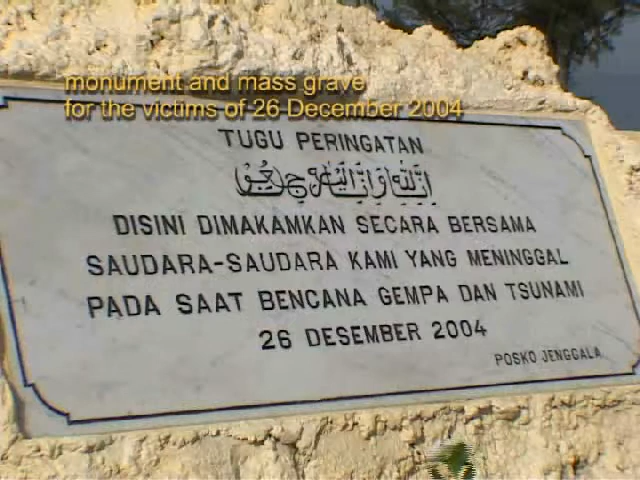 monument and mass grave
for the victims of 26 December 2004
TUGU PERINGATAN
إنا لله وإنا إليه راجعون
DISINI DIMAKAMKAN SECARA BERSAMA
SAUDARA-SAUDARA KAMI YANG MENINGGAL
PADA SAAT BENCANA GEMPA DAN TSUNAMI
26 DESEMBER 2004
POSKO JENGGALA